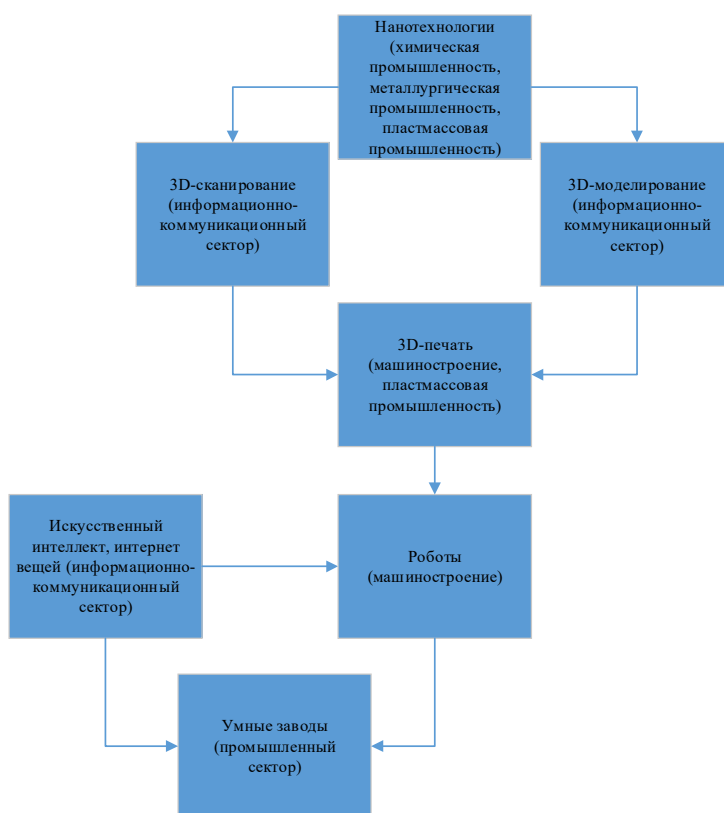 Нанотехнологии
(химическая
промышленность,
металлургическая
промышленность,
пластмассовая
промышленность)
3D-сканирование
(информационно-
коммуникационный
сектор)
3D-моделирование
(информационно-
коммуникационный
сектор)
3D-печать
(машиностроение,
пластмассовая
промышленность)
Искусственный
интеллект, интернет
вещей (информационно-
коммуникационный
сектор)
Роботы
(машиностроение)
Умные заводы
(промышленный
сектор)